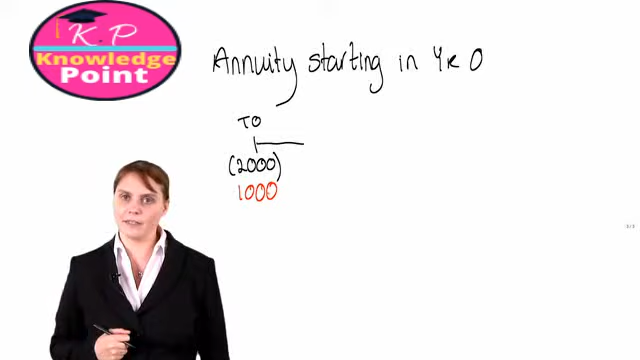 K.P
Knowledge
Point
Annuity starting in Yr 0
T0
(2000)
1000